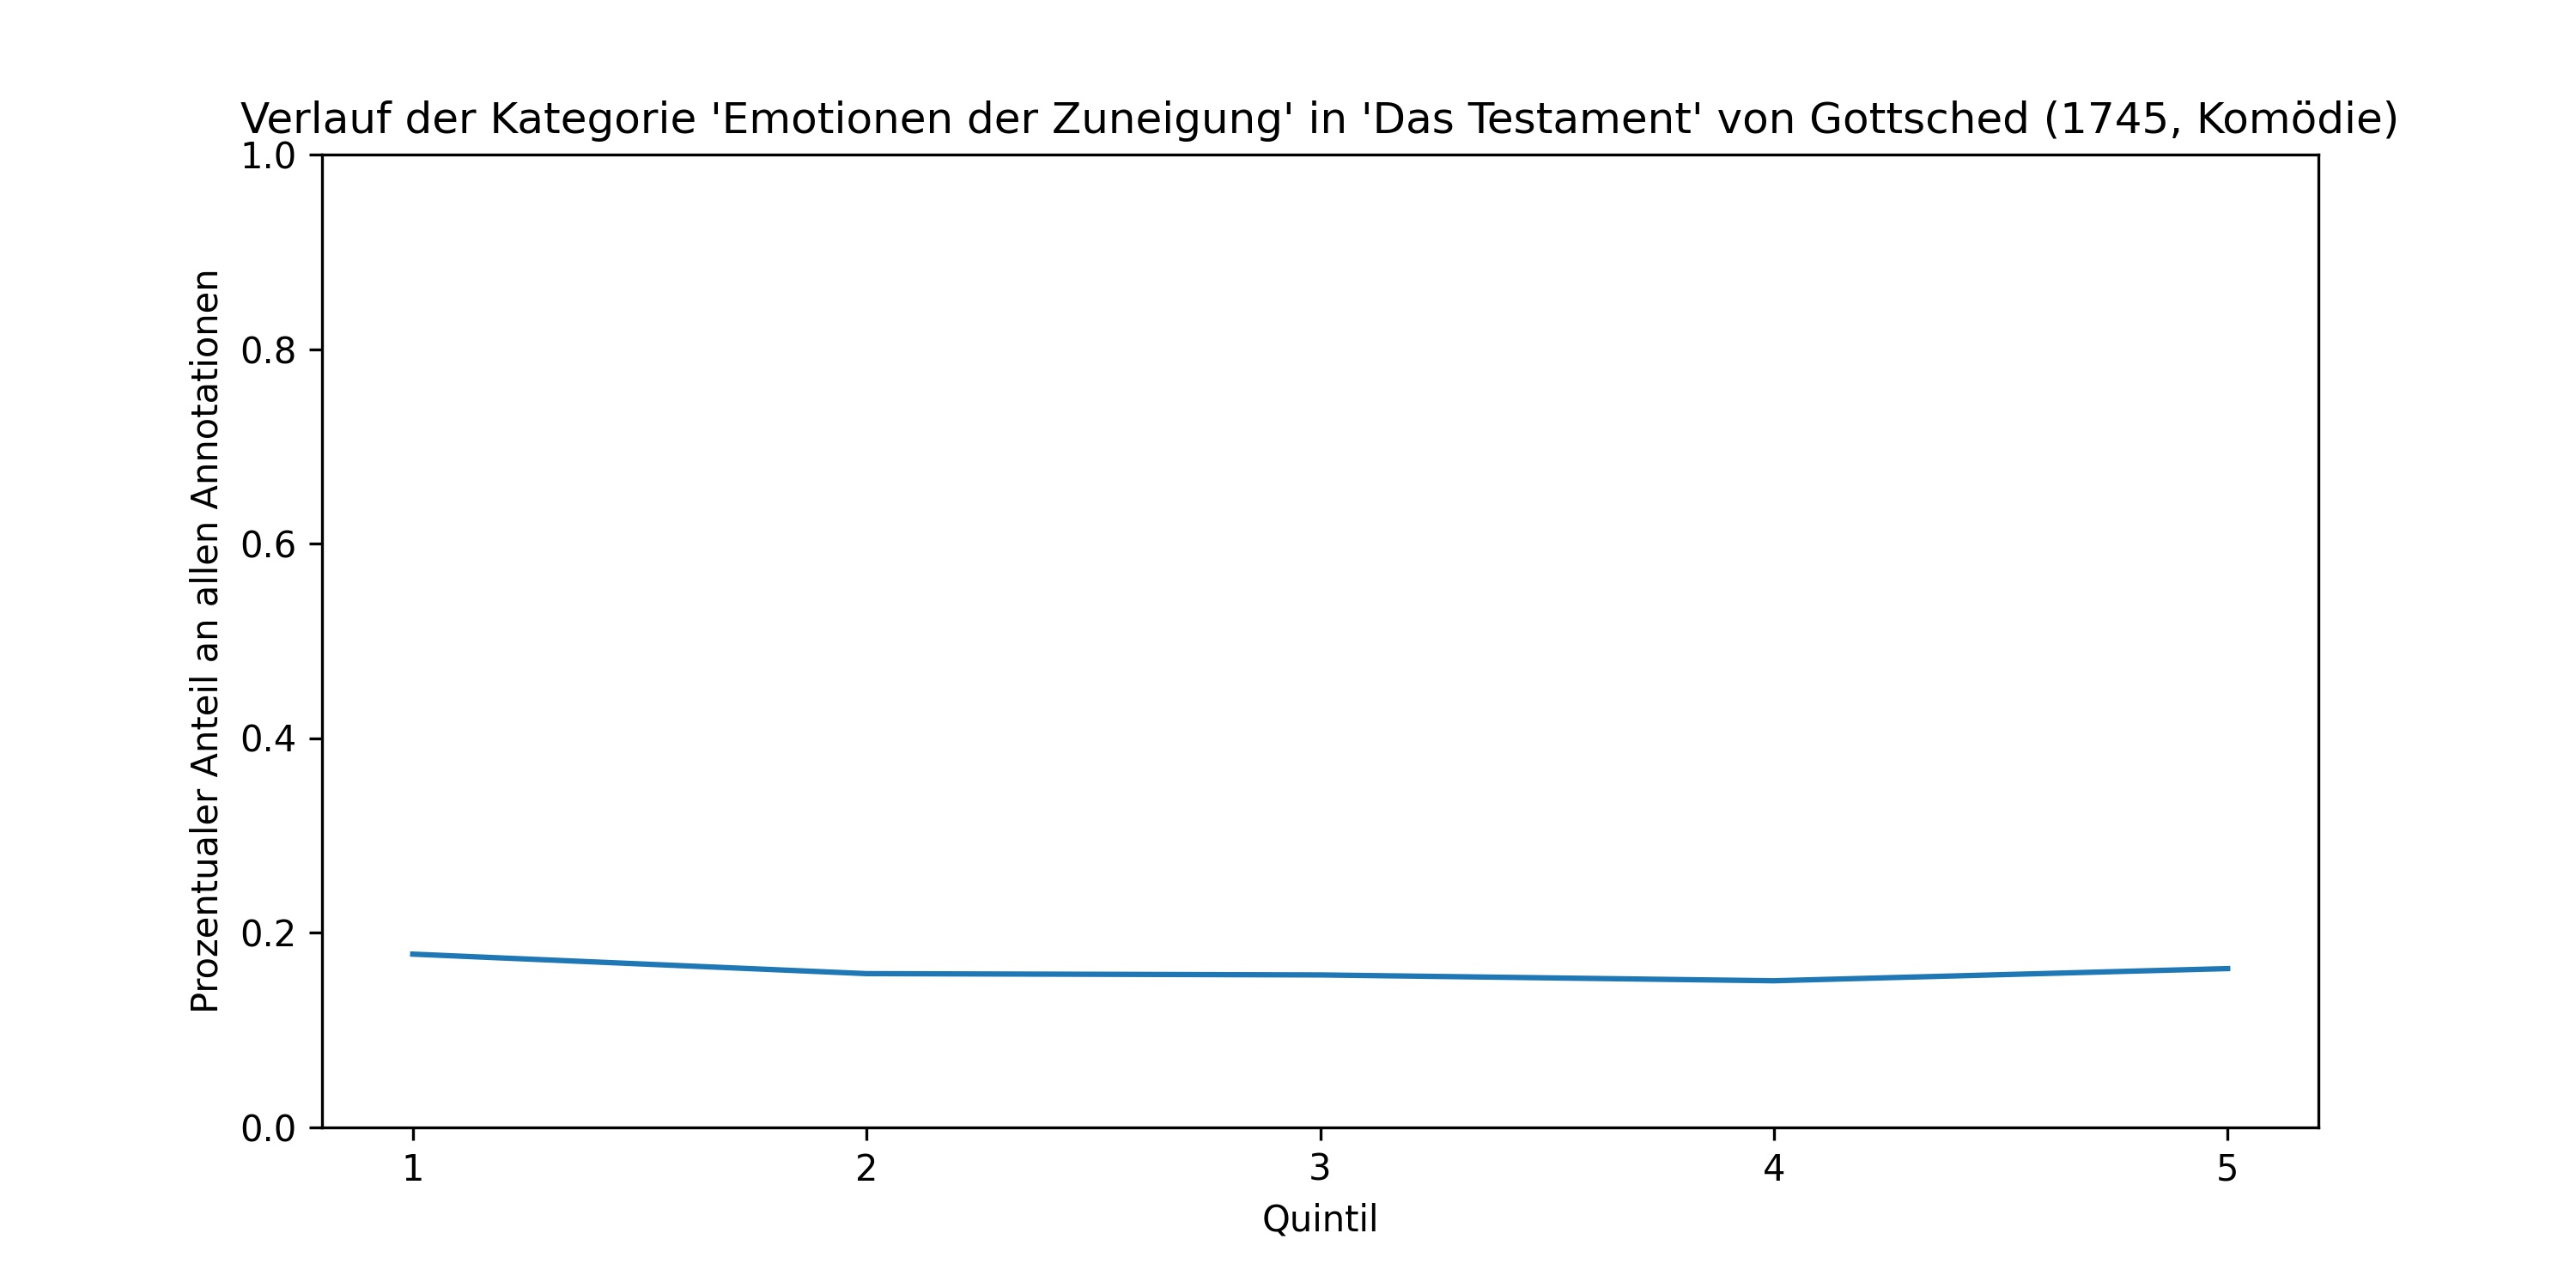 Verlauf der Kategorie 'Emotionen der Zuneigung' in 'Das Testament' von Gottsched (1745, Komödie)
Prozentualer Anteil an allen Annotationen
1.0
0.8
0.6
0.4
0.2
0.0
1 2 3 4 5
Quintil